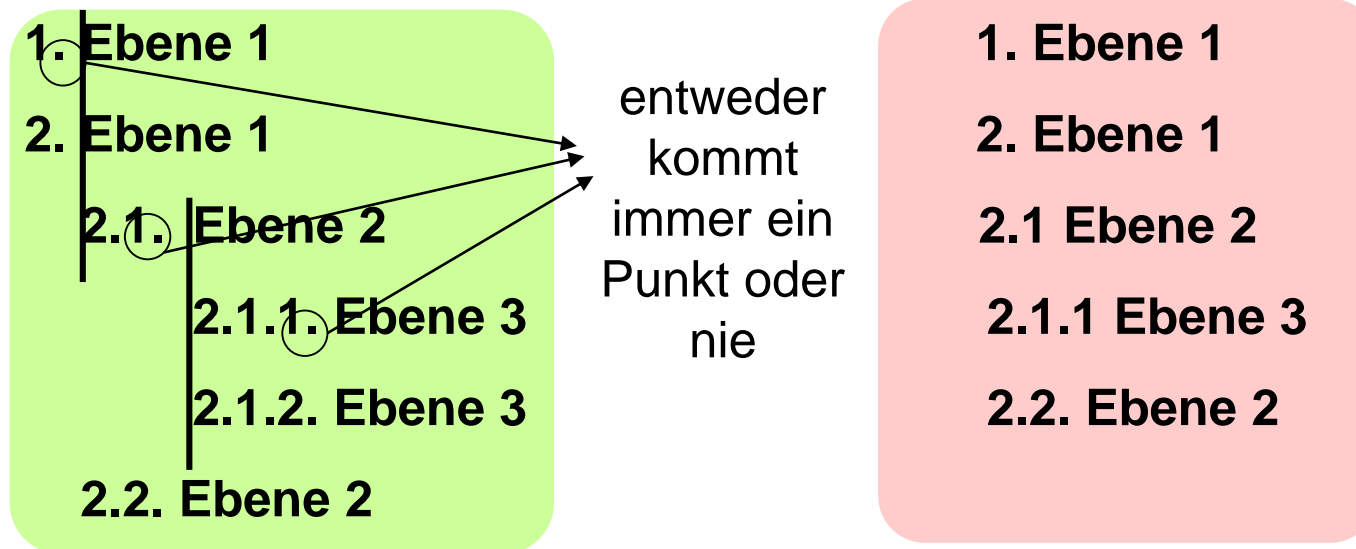 1. Ebene 1
2. Ebene 1
2.1. Ebene 2
2.1.1. Ebene 3
2.1.2. Ebene 3
2.2. Ebene 2
entweder
kommt
immer ein
Punkt oder
nie
1. Ebene 1
2. Ebene 1
2.1 Ebene 2
2.1.1 Ebene 3
2.2. Ebene 2